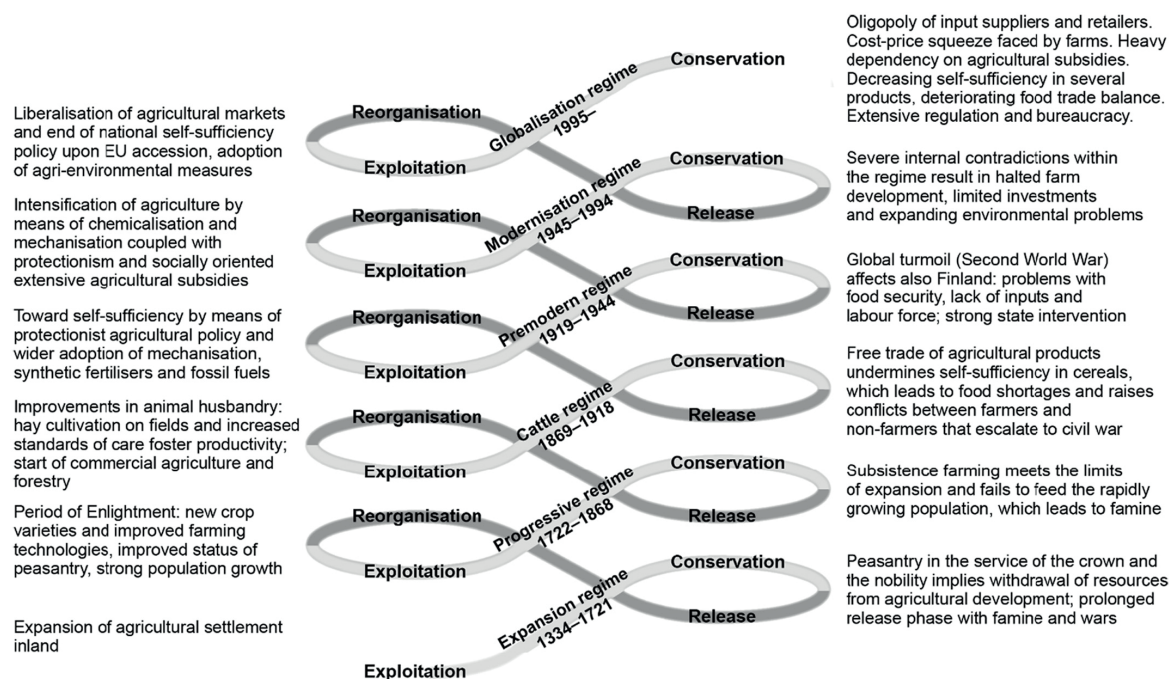 Oligopoly of input suppliers and retailers.
Cost-price squeeze faced by farms. Heavy
dependency on agricultural subsidies.
Decreasing self-sufficiency in several
products, deteriorating food trade balance.
Extensive regulation and bureaucracy.
Conservation
Globalisation regime
1995–
Reorganisation
Exploitation
Liberalisation of agricultural markets
and end of national self-sufficiency
policy upon EU accession, adoption
of agri-environmental measures
Conservation
Release
Severe internal contradictions within
the regime result in halted farm
development, limited investments
and expanding environmental problems
Modernisation regime
1945–1994
Reorganisation
Exploitation
Intensification of agriculture by
means of chemicalisation and
mechanisation coupled with
protectionism and socially oriented
extensive agricultural subsidies
Conservation
Release
Global turmoil (Second World War)
affects also Finland: problems with
food security, lack of inputs and
labour force; strong state intervention
Premodern regime
1919–1944
Reorganisation
Exploitation
Toward self-sufficiency by means of
protectionist agricultural policy and
wider adoption of mechanisation,
synthetic fertilisers and fossil fuels
Conservation
Release
Free trade of agricultural products
undermines self-sufficiency in cereals,
which leads to food shortages and raises
conflicts between farmers and
non-farmers that escalate to civil war
Cattle regime
1869–1918
Reorganisation
Exploitation
Improvements in animal husbandry:
hay cultivation on fields and increased
standards of care foster productivity;
start of commercial agriculture and
forestry
Conservation
Release
Subsistence farming meets the limits
of expansion and fails to feed the rapidly
growing population, which leads to famine
Progressive regime
1722–1868
Reorganisation
Exploitation
Period of Enlightment: new crop
varieties and improved farming
technologies, improved status of
peasantry, strong population growth
Conservation
Release
Peasantry in the service of the crown and
the nobility implies withdrawal of resources
from agricultural development; prolonged
release phase with famine and wars
Expansion regime
1334–1721
Exploitation
Expansion of agricultural settlement
inland